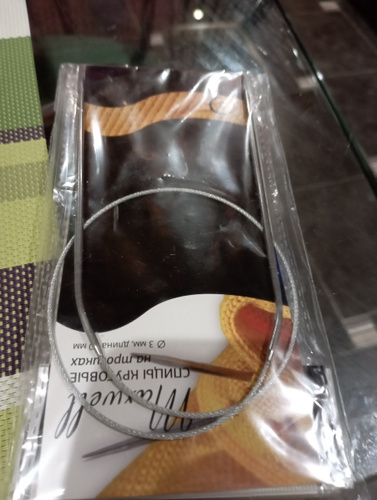 Maxwell
СПИЦЫ КРУГОВЫЕ
на тросиках
Ø 3 мм, длина